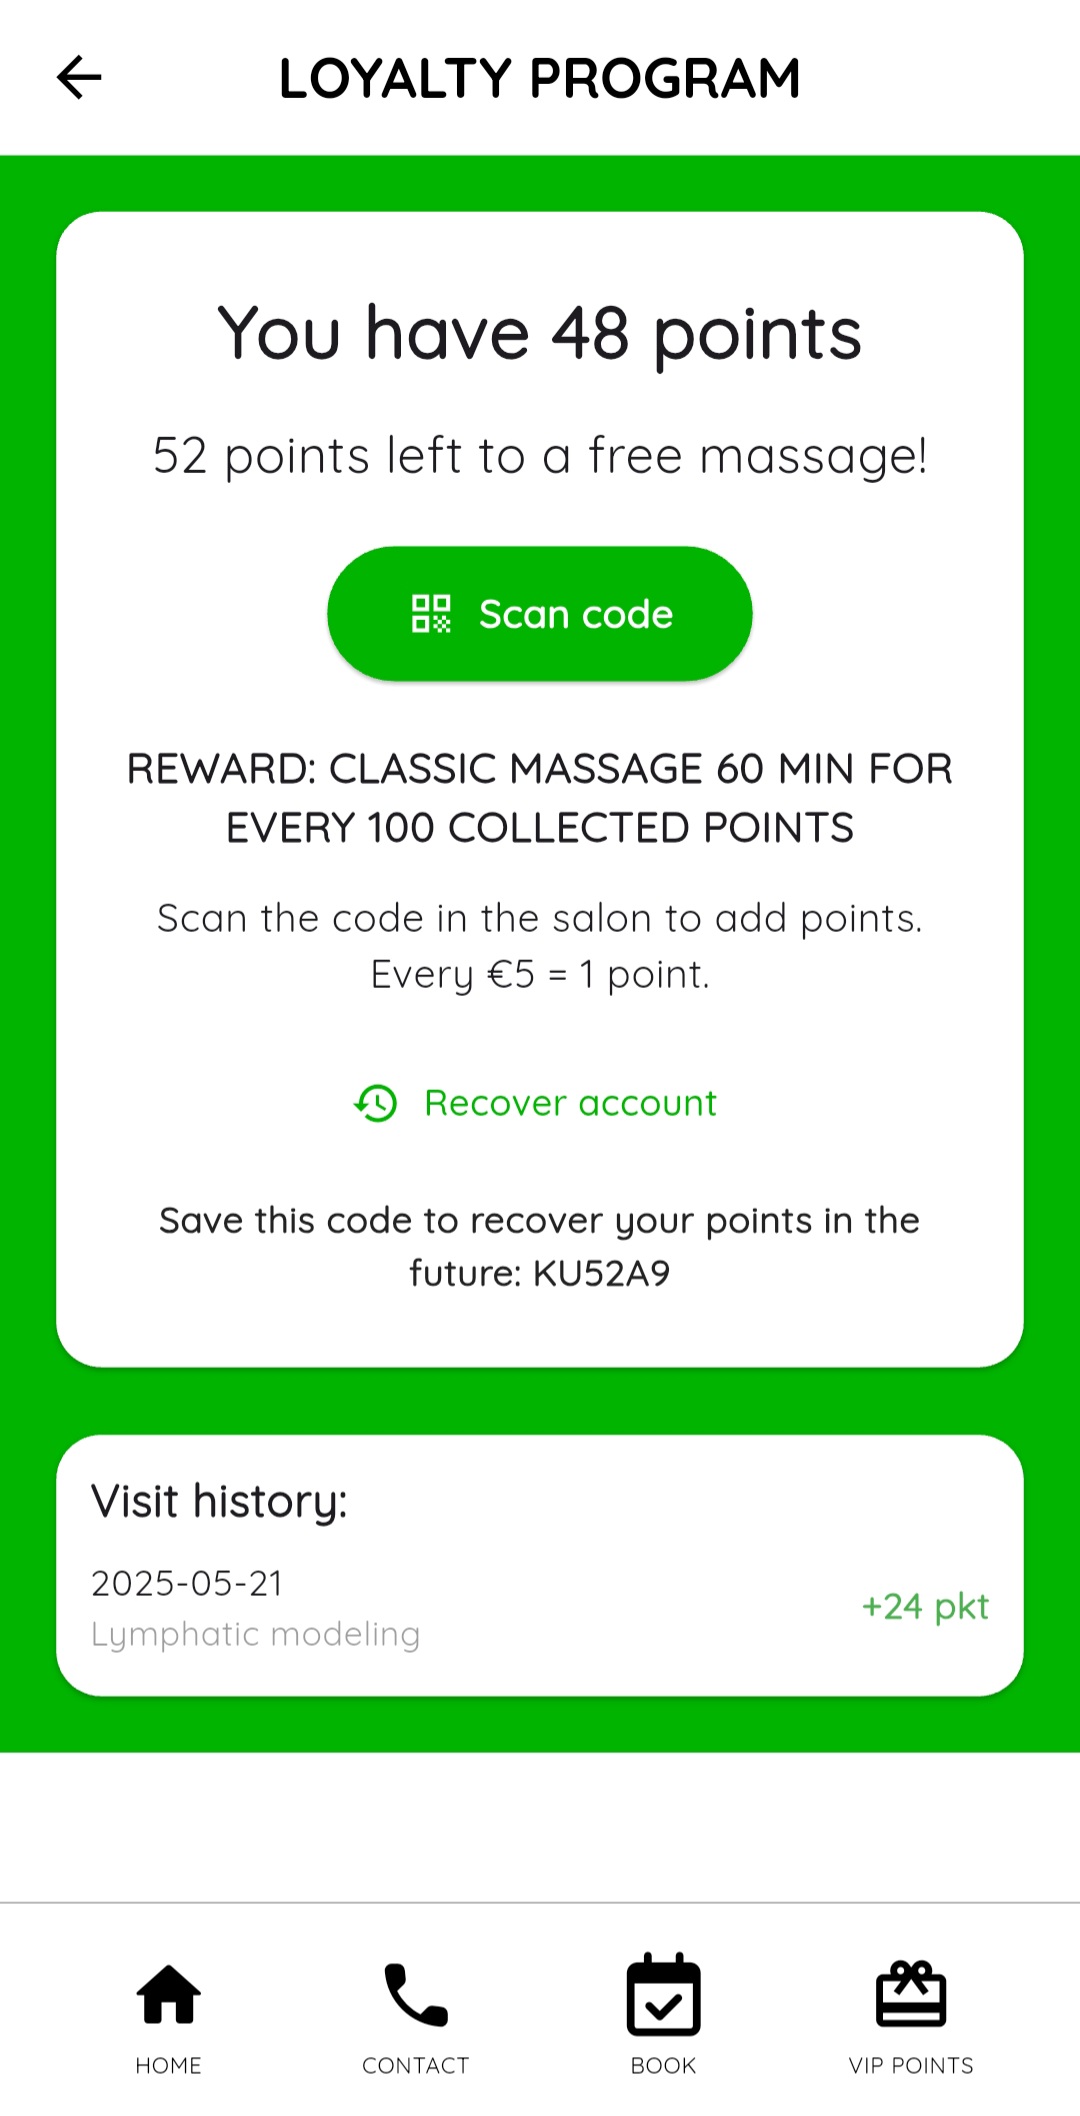 LOYALTY PROGRAM
You have 48 points
52 points left to a free massage!
Scan code
REWARD: CLASSIC MASSAGE 60 MIN FOR
EVERY 100 COLLECTED POINTS
Scan the code in the salon to add points.
Every €5 = 1 point.
Recover account
Save this code to recover your points in the
future: KU52A9
Visit history:
2025-05-21
Lymphatic modeling
+24 pkt
HOME
CONTACT
BOOK
VIP POINTS